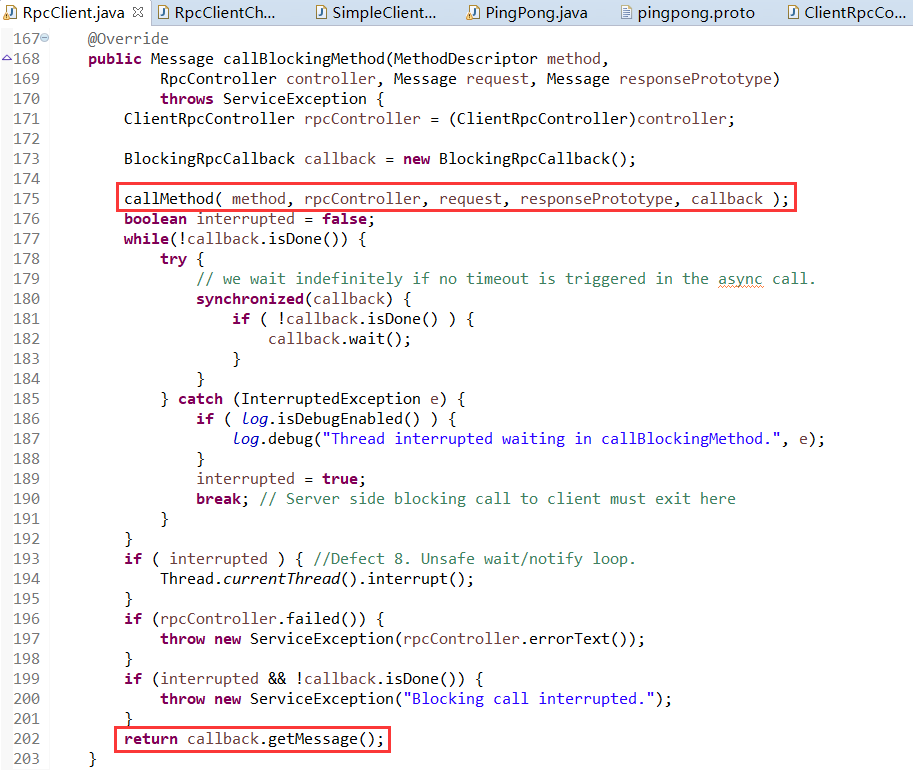 RpcClient.java RpcClientCh... SimpleClient... PingPong.java pingpong.proto ClientRpcCo...
167 @Override
168 public Message callBlockingMethod(MethodDescriptor method,
169 RpcController controller, Message request, Message responsePrototype)
170 throws ServiceException {
171 ClientRpcController rpcController = (ClientRpcController)controller;
172
173 BlockingRpcCallback callback = new BlockingRpcCallback();
174
175 callMethod( method, rpcController, request, responsePrototype, callback );
176 boolean interrupted = false;
177 while(!callback.isDone()) {
178 try {
179 // we wait indefinitely if no timeout is triggered in the async call.
180 synchronized(callback) {
181 if ( !callback.isDone() ) {
182 callback.wait();
183 }
184 }
185 } catch (InterruptedException e) {
186 if ( log.isDebugEnabled() ) {
187 log.debug("Thread interrupted waiting in callBlockingMethod.", e);
188 }
189 interrupted = true;
190 break; // Server side blocking call to client must exit here
191 }
192 }
193 if ( interrupted ) { //Defect 8. Unsafe wait/notify loop.
194 Thread.currentThread().interrupt();
195 }
196 if (rpcController.failed()) {
197 throw new ServiceException(rpcController.errorText());
198 }
199 if (interrupted && !callback.isDone()) {
200 throw new ServiceException("Blocking call interrupted.");
201 }
202 return callback.getMessage();
203 }